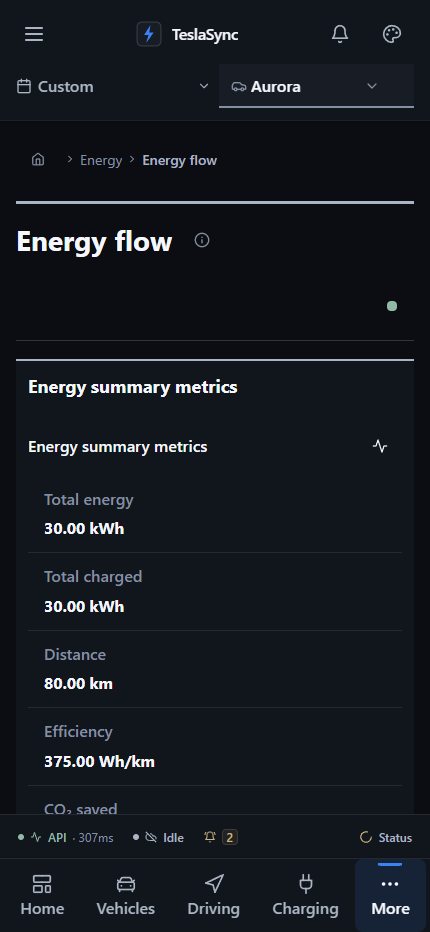 TeslaSync
Custom
Aurora
Energy
Energy flow
Energy flow
Energy summary metrics
Energy summary metrics
Total energy
30.00 kWh
Total charged
30.00 kWh
Distance
80.00 km
Efficiency
375.00 Wh/km
CO₂ saved
API · 307ms
Idle
2
Status
Home
Vehicles
Driving
Charging
More